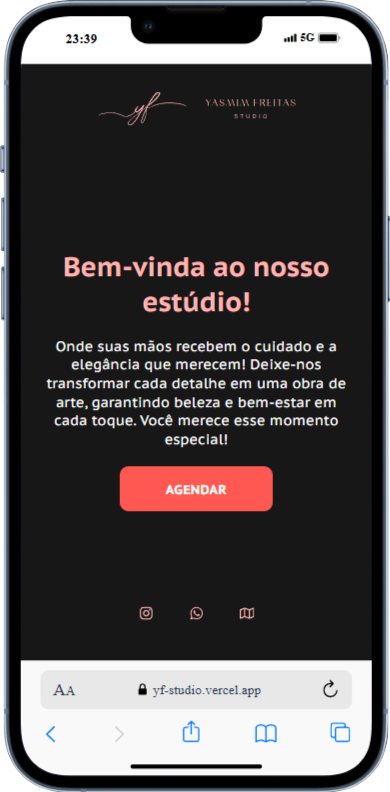 23:39
5G
yf
YASMIM FREITAS
STUDIO
Bem-vinda ao nosso
estúdio!
Onde suas mãos recebem o cuidado e a
elegância que merecem! Deixe-nos
transformar cada detalhe em uma obra de
arte, garantindo beleza e bem-estar em
cada toque. Você merece esse momento
especial!
AGENDAR
AA
yf-studio.vercel.app